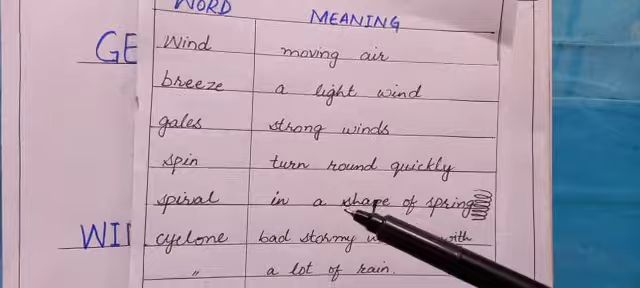 WORD MEANING
GE
Wind moving air
breeze a light wind
gales strong winds
spin turn round quickly
spiral in a shape of spring
WI
cyclone bad stormy with
" a lot of rain.